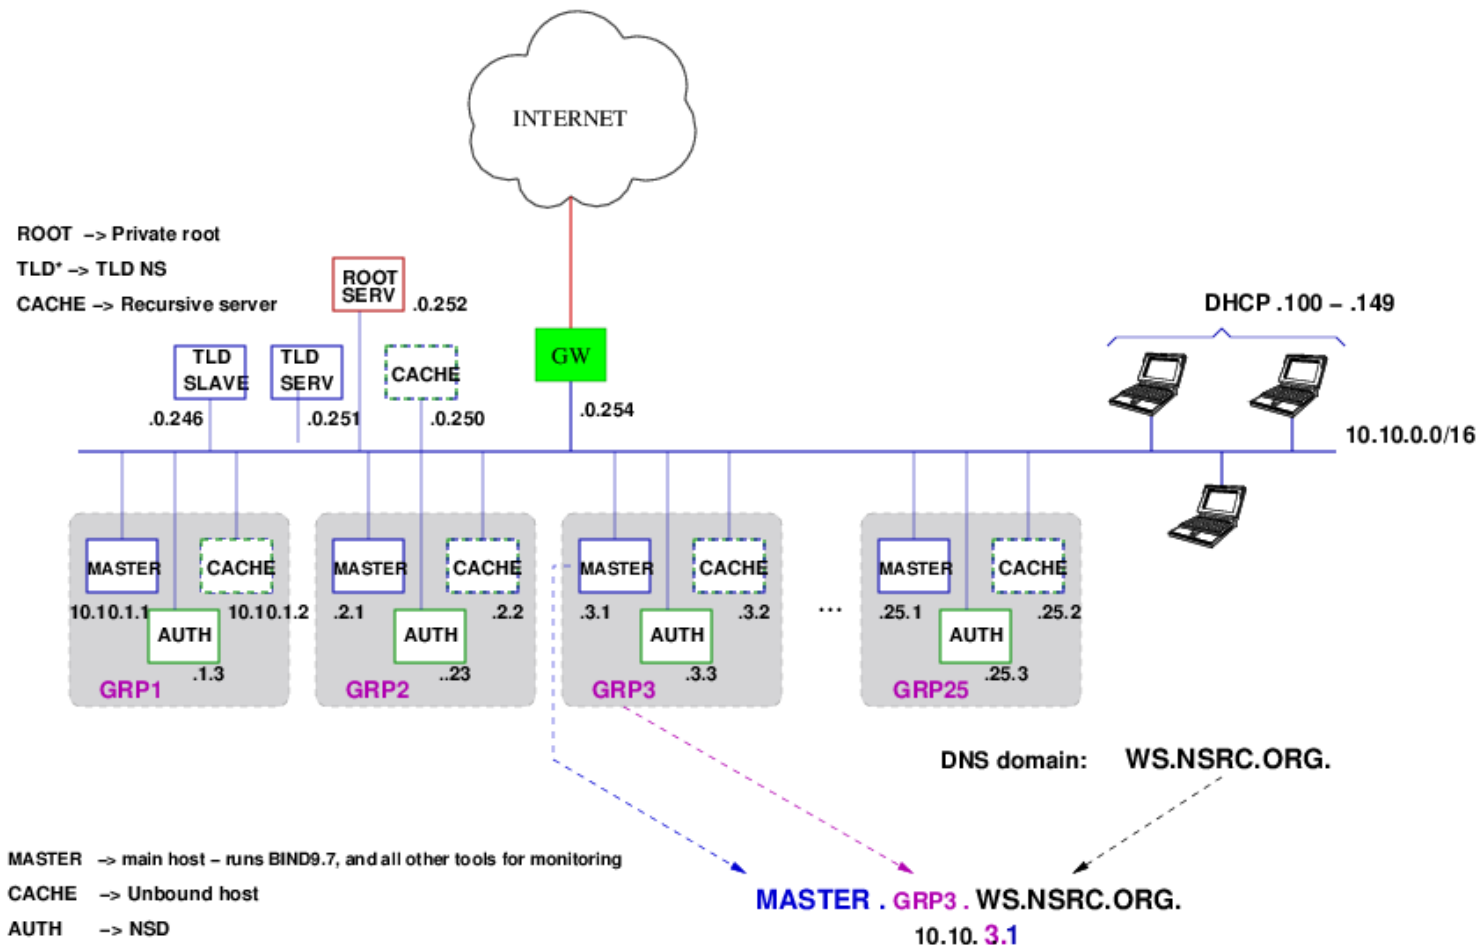 INTERNET
ROOT –> Private root
TLD* –> TLD NS
CACHE –> Recursive server
ROOT
SERV
.0.252
DHCP .100 – .149
TLD
SLAVE
.0.246
TLD
SERV
.0.251
CACHE
.0.250
GW
.0.254
10.10.0.0/16
MASTER
10.10.1.1
CACHE
10.10.1.2
AUTH
.1.3
GRP1
MASTER
.2.1
CACHE
.2.2
AUTH
..23
GRP2
MASTER
.3.1
CACHE
.3.2
AUTH
.3.3
GRP3
...
MASTER
.25.1
CACHE
.25.2
AUTH
.25.3
GRP25
DNS domain: WS.NSRC.ORG.
MASTER –> main host – runs BIND9.7, and all other tools for monitoring
CACHE –> Unbound host
AUTH –> NSD
MASTER . GRP3 . WS.NSRC.ORG.
10.10. 3.1